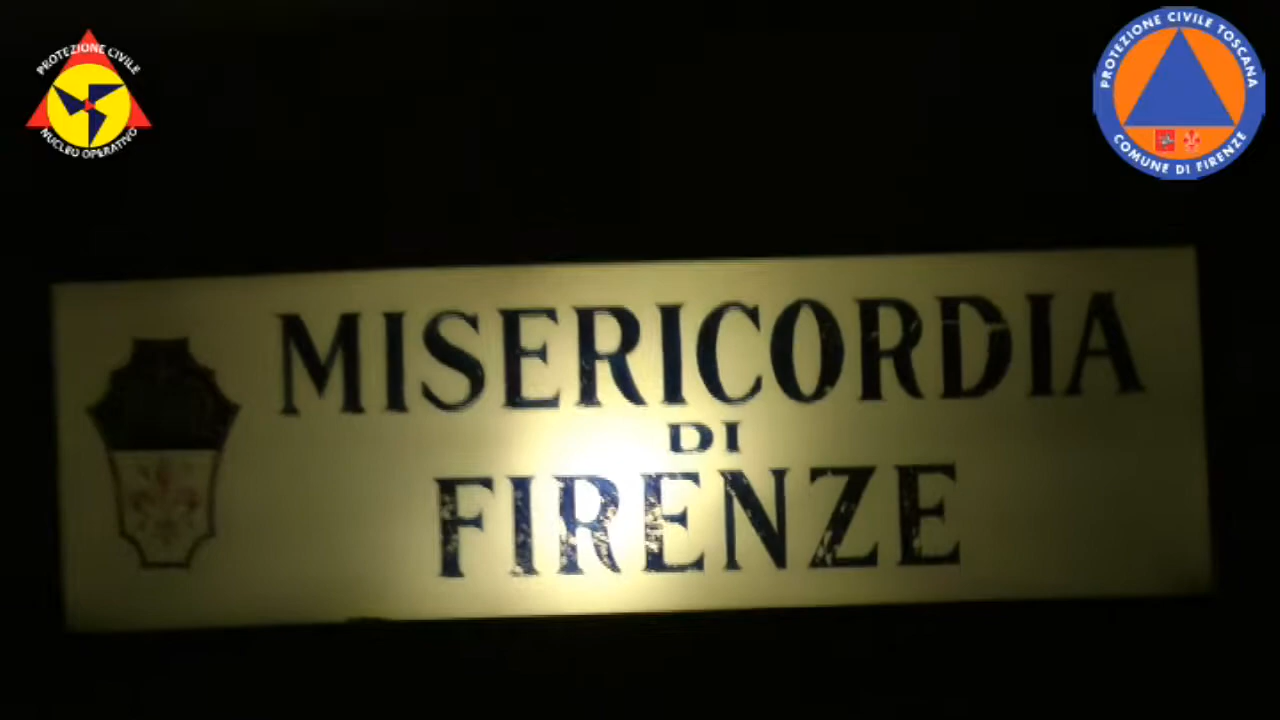 PROTEZIONE CIVILE
NUCLEO OPERATIVO
PROTEZIONE CIVILE TOSCANA
COMUNE DI FIRENZE
MISERICORDIA
DI
FIRENZE